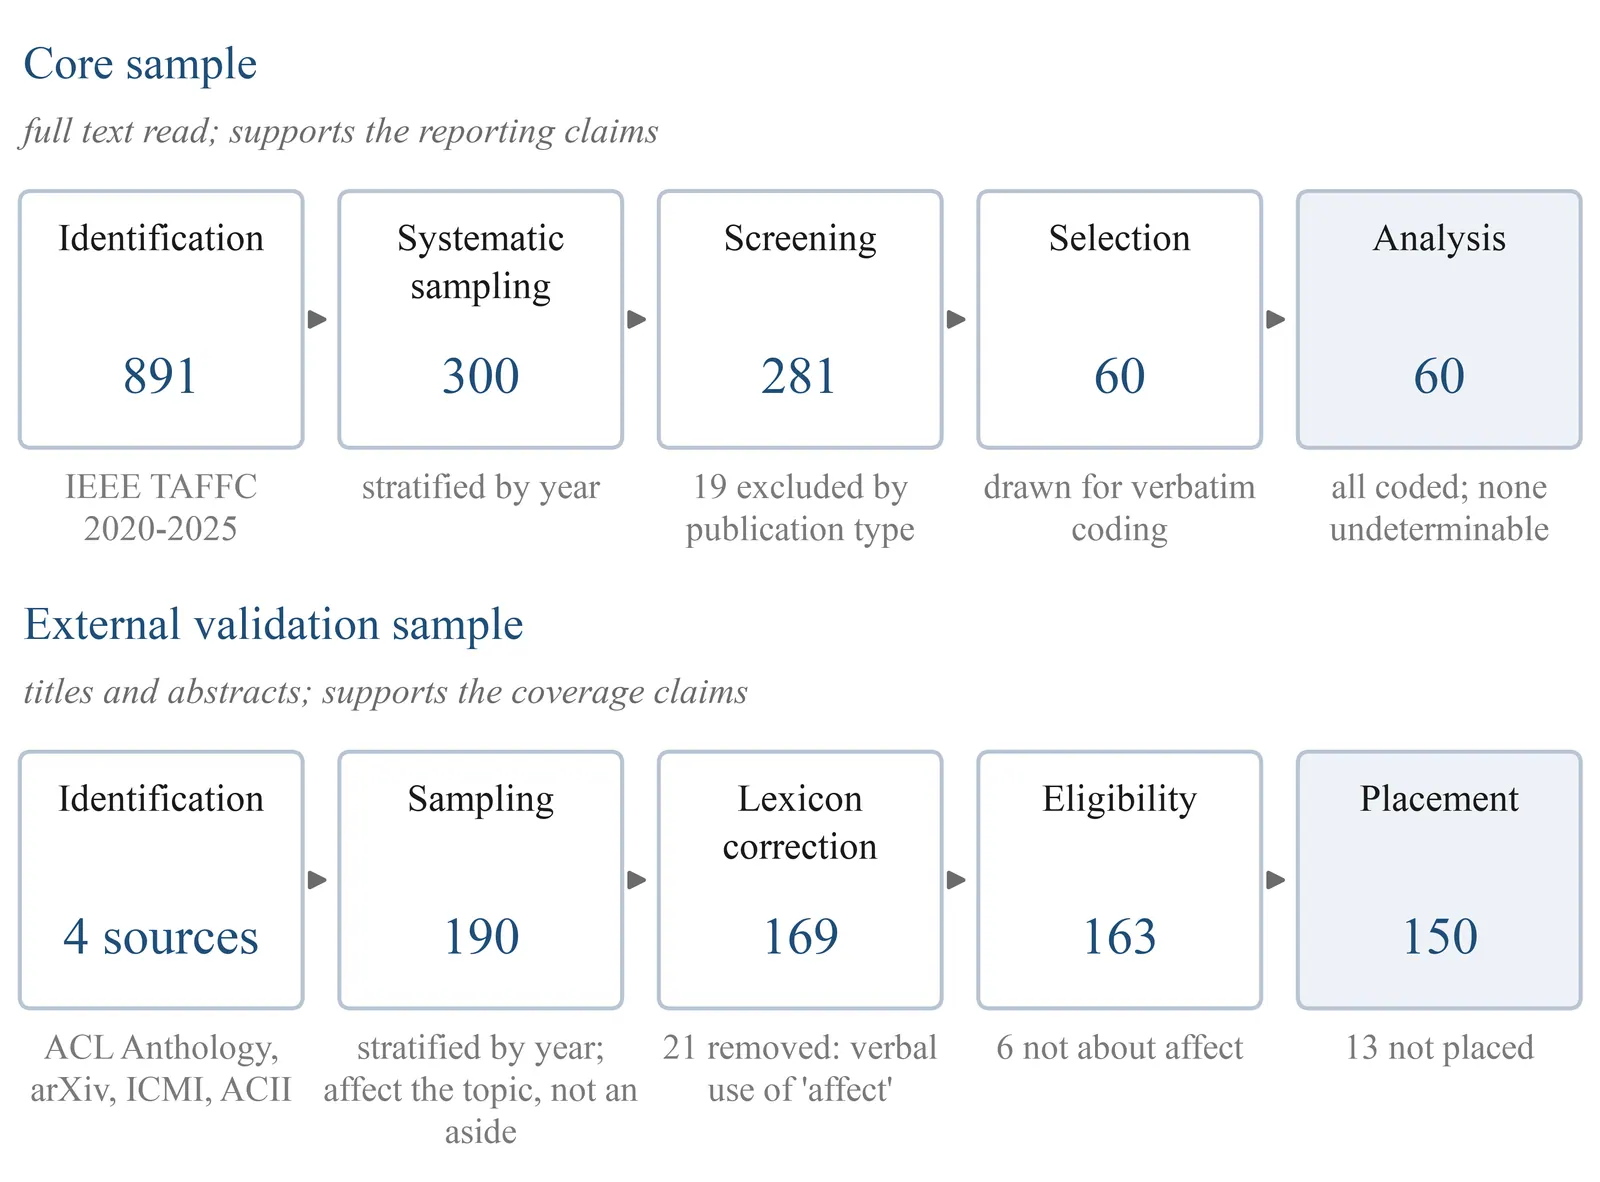 Core sample
full text read; supports the reporting claims
Identification
891
IEEE TAFFC
2020-2025
Systematic
sampling
300
stratified by year
Screening
281
19 excluded by
publication type
Selection
60
drawn for verbatim
coding
Analysis
60
all coded; none
undeterminable
External validation sample
titles and abstracts; supports the coverage claims
Identification
4 sources
ACL Anthology,
arXiv, ICMI, ACII
Sampling
190
stratified by year;
affect the topic, not an
aside
Lexicon
correction
169
21 removed: verbal
use of 'affect'
Eligibility
163
6 not about affect
Placement
150
13 not placed